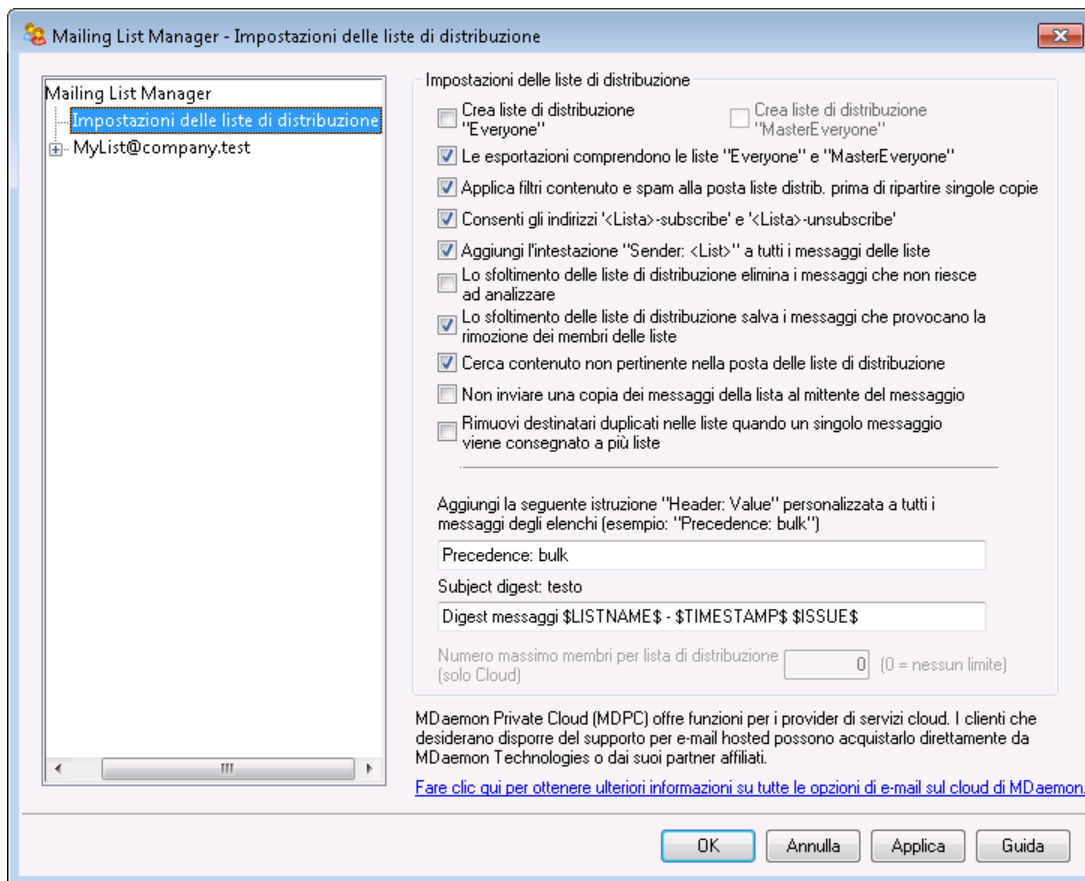 Mailing List Manager - Impostazioni delle liste di distribuzione
Mailing List Manager
Impostazioni delle liste di distribuzione
MyList@company.test
Impostazioni delle liste di distribuzione
Crea liste di distribuzione
"Everyone"
Crea liste di distribuzione
"MasterEveryone"
Le esportazioni comprendono le liste "Everyone" e "MasterEveryone"
Applica filtri contenuto e spam alla posta liste distrib. prima di ripartire singole copie
Consenti gli indirizzi '<Lista>-subscribe' e '<Lista>-unsubscribe'
Aggiungi l'intestazione "Sender: <List>" a tutti i messaggi delle liste
Lo sfoltimento delle liste di distribuzione elimina i messaggi che non riesce
ad analizzare
Lo sfoltimento delle liste di distribuzione salva i messaggi che provocano la
rimozione dei membri delle liste
Cerca contenuto non pertinente nella posta delle liste di distribuzione
Non inviare una copia dei messaggi della lista al mittente del messaggio
Rimuovi destinatari duplicati nelle liste quando un singolo messaggio
viene consegnato a più liste
Aggiungi la seguente istruzione "Header: Value" personalizzata a tutti i
messaggi degli elenchi (esempio: "Precedence: bulk")
Precedence: bulk
Subject digest: testo
Digest messaggi $LISTNAME$ - $TIMESTAMP$ $ISSUE$
Numero massimo membri per lista di distribuzione
(solo Cloud)
0 (0 = nessun limite)
MDaemon Private Cloud (MDPC) offre funzioni per i provider di servizi cloud. I clienti che
desiderano disporre del supporto per e-mail hosted possono acquistarlo direttamente da
MDaemon Technologies o dai suoi partner affiliati.
Fare clic qui per ottenere ulteriori informazioni su tutte le opzioni di e-mail sul cloud di MDaemon.
OK
Annulla
Applica
Guida